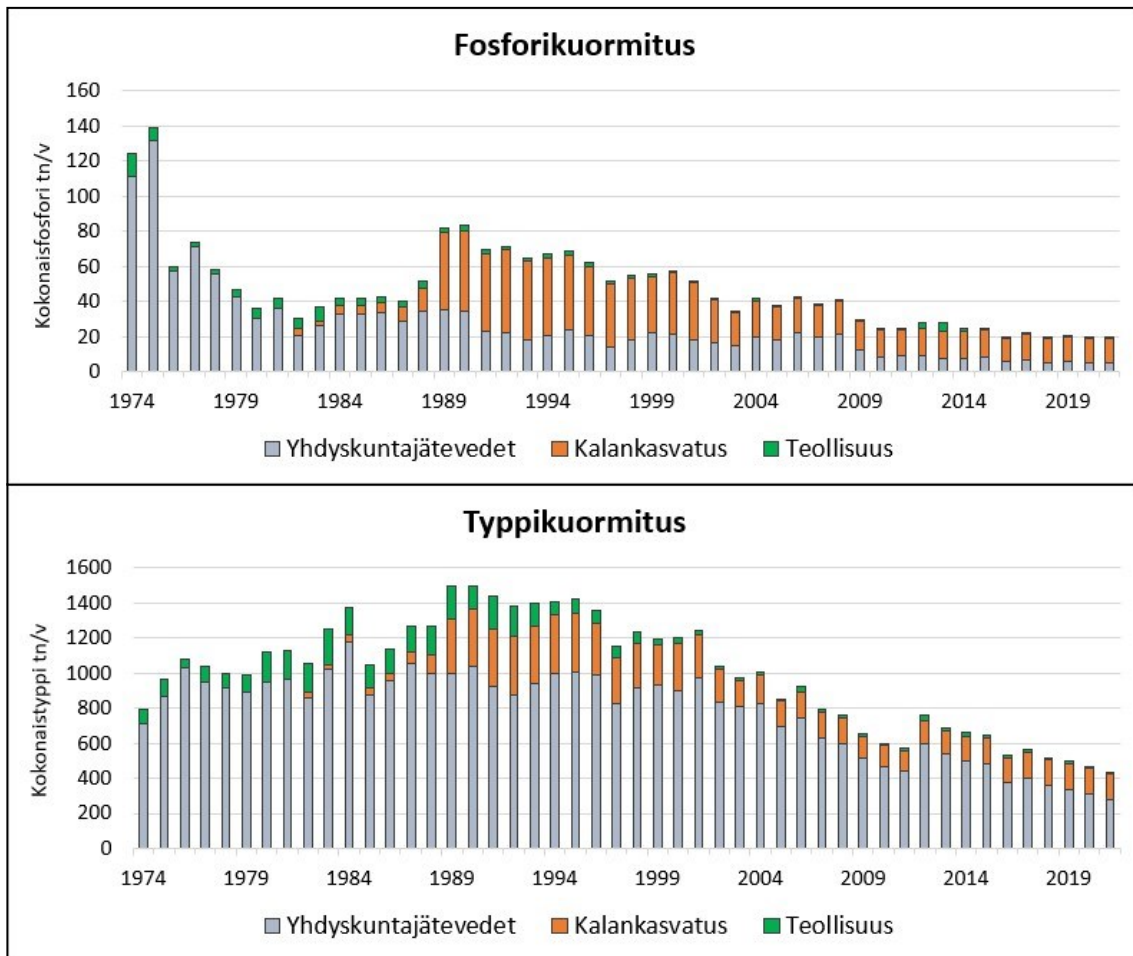 Fosforikuormitus
Kokonaisfosfori tn/v
160
140
120
100
80
60
40
20
0
1974 1979 1984 1989 1994 1999 2004 2009 2014 2019
Yhdyskuntajätevedet Kalankasvatus Teollisuus
Typpikuormitus
Kokonaistyppi tn/v
1600
1400
1200
1000
800
600
400
200
0
1974 1979 1984 1989 1994 1999 2004 2009 2014 2019
Yhdyskuntajätevedet Kalankasvatus Teollisuus